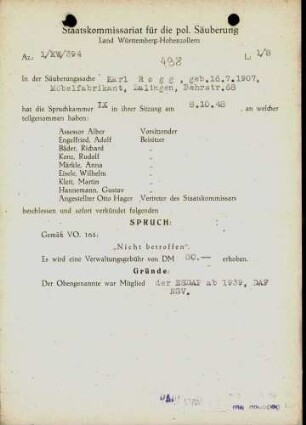 Staatskommissariat für die pol. Säuberung
Land Württemberg-Hohenzollern
Az: 1/KW/394
498
L: 1/8
In der Säuberungssache Karl Rogg, geb.16.7.1907,
Möbelfabrikant, Balingen, Behrstr.68
hat die Spruchkammer IX in ihrer Sitzung am 8.10.48, an welcher
teilgenommen haben:
Assessor Alber Vorsitzender
Engelfried, Adolf Beisitzer
Bäder, Richard "
Kenz, Rudolf "
Märkle, Anna "
Eisele, Wilhelm "
Klett, Martin "
Hannemann, Gustav "
Angestellter Otto Hager Vertreter des Staatskommissars
beschlossen und sofort verkündet folgenden
SPRUCH:
Gemäß VO. 165:
„Nicht betroffen".
Es wird eine Verwaltungsgebühr von DM 80.— erhoben.
Gründe:
Der Obengenannte war Mitglied der NSDAP ab 1939, DAF
NSV.